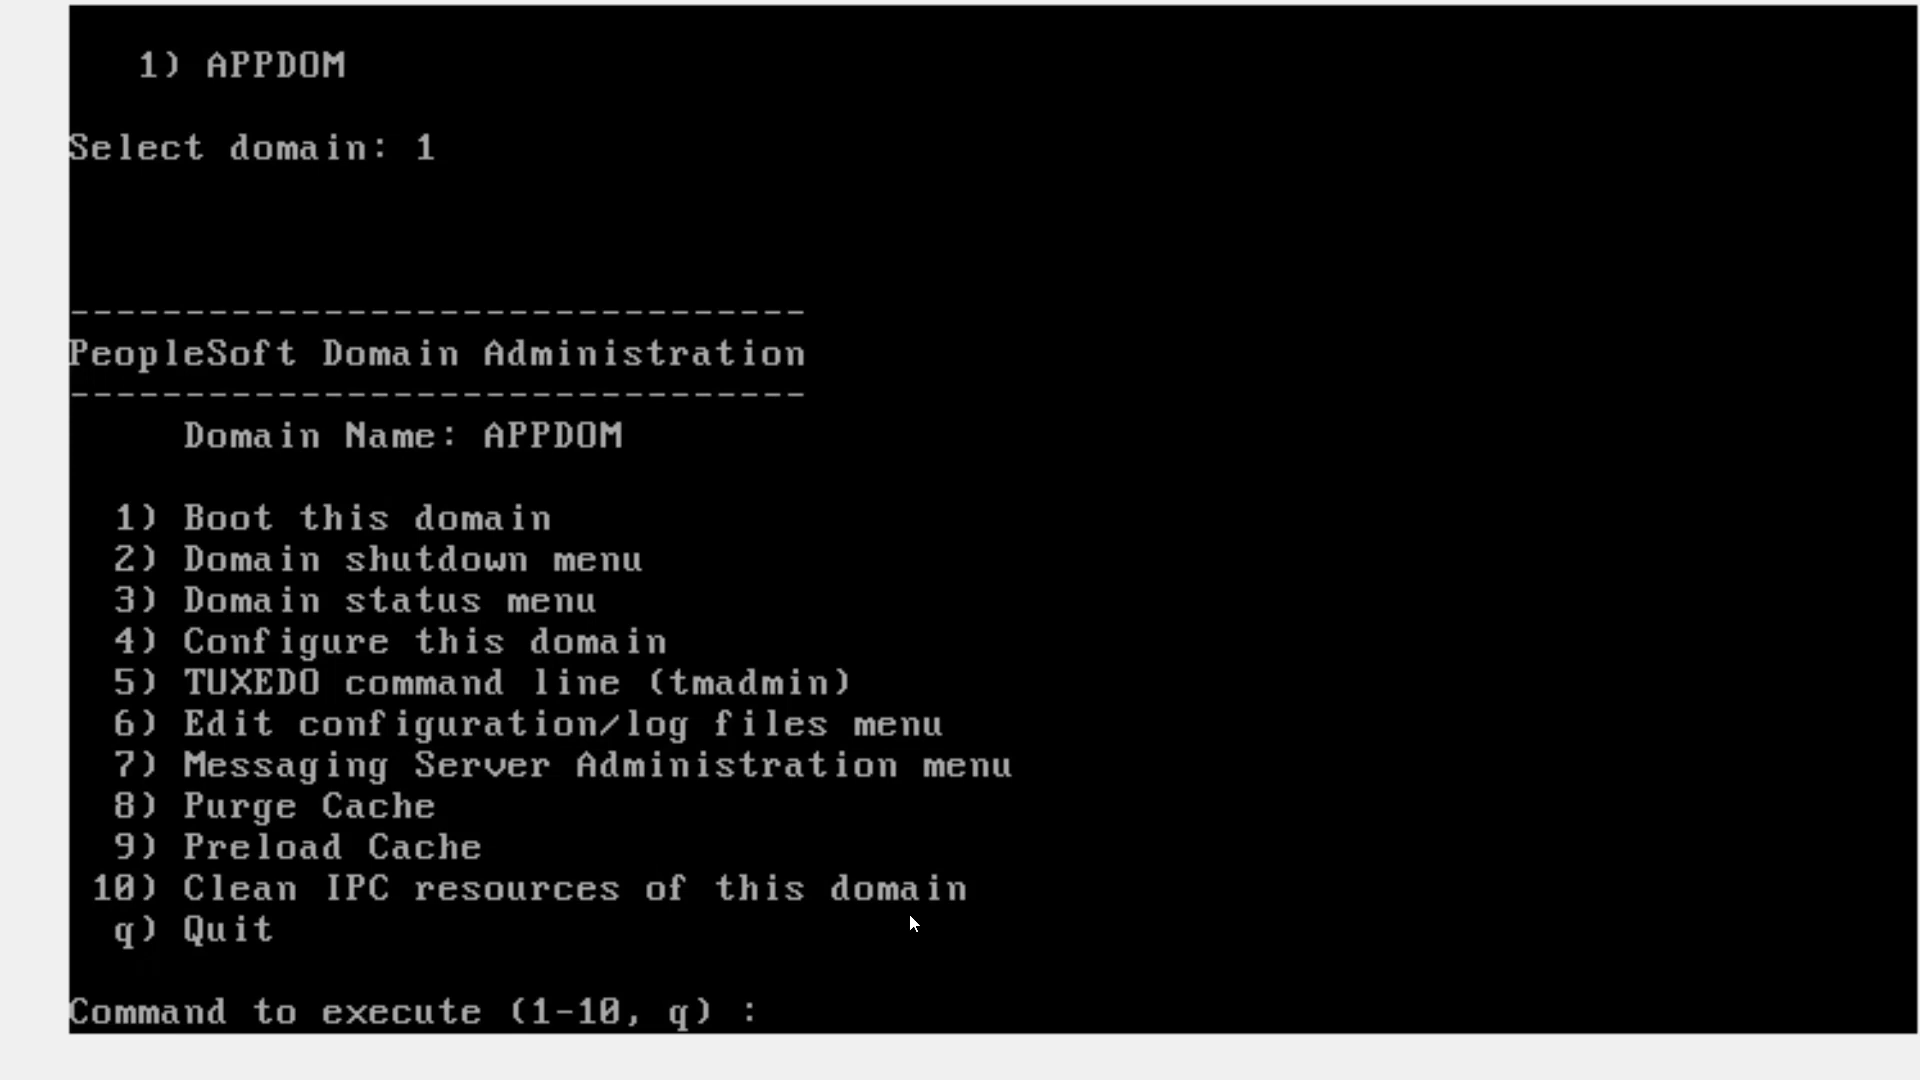 1) APPDOM
Select domain: 1
-------------------------------- 
PeopleSoft Domain Administration
--------------------------------
Domain Name: APPDOM
1) Boot this domain
2) Domain shutdown menu
3) Domain status menu
4) Configure this domain
5) TUXEDO command line (tmadmin)
6) Edit configuration/log files menu
7) Messaging Server Administration menu
8) Purge Cache
9) Preload Cache
10) Clean IPC resources of this domain
q) Quit
Command to execute (1-10, q) :